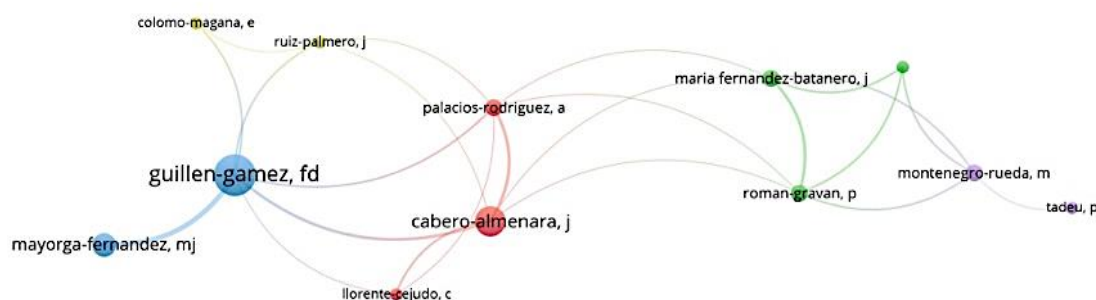 colomo-magana, e
ruiz-palmero, j
palacios-rodriguez, a
maria fernandez-batanero, j
guillen-gamez, fd
montenegro-rueda, m
roman-gravan, p
tadeu, p
cabero-almenara, j
mayorga-fernandez, mj
llorente-cejudo, c